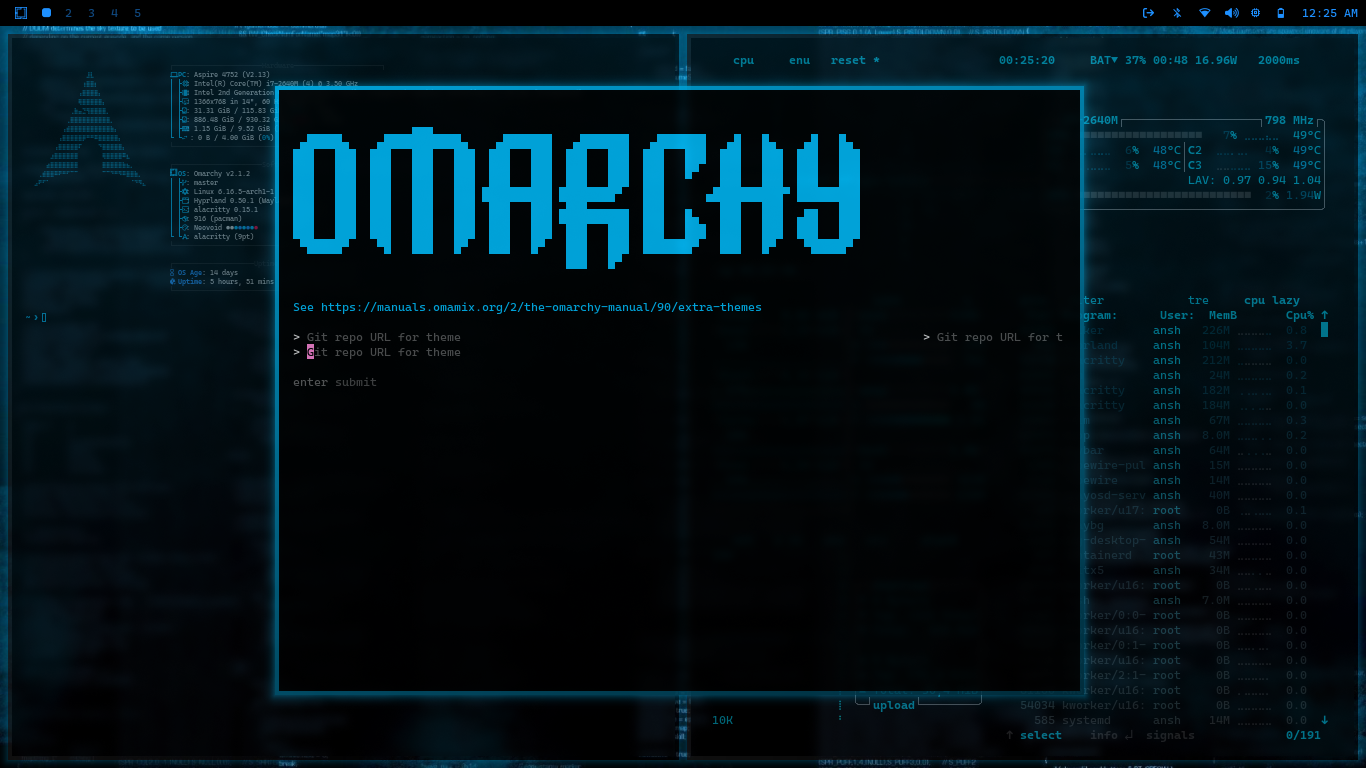 2 3 4 5
12:25 AM
PC: Aspire 4752 (V2.13)
Intel(R) Core(TM) i7-2640M (4) @ 3.50 GHz
Intel 2nd Generation
1366x768 in 14", 60
31.31 GiB / 115.83 G
886.48 GiB / 930.32
1.15 GiB / 9.52 GiB
: 0 B / 4.00 GiB (0%)
OS: Omarchy v2.1.2
: master
Linux 6.16.5-arch1-1
Hyprland 0.50.1 (Way
alacritty 0.15.1
916 (pacman)
: Neovoid
alacritty (9pt)
OS Age: 14 days
Uptime: 5 hours, 51 mins
~ ›
OMARCHY
See https://manuals.omamix.org/2/the-omarchy-manual/90/extra-themes
> Git repo URL for theme > Git repo URL for t
> Git repo URL for theme
enter submit
cpu enu reset * 00:25:20 BAT▼ 37% 00:48 16.96W 2000ms
2640M 798 MHz
7% 49°C
6% 48°C C2 4% 49°C
5% 48°C C3 15% 49°C
LAV: 0.97 0.94 1.04
2% 1.94W
ter tre cpu lazy
gram: User: MemB Cpu% ↑
ker ansh 226M 0.8
rland ansh 104M 3.7
critty ansh 212M 0.0
ansh 24M 0.2
critty ansh 182M 0.1
critty ansh 184M 0.0
m ansh 67M 0.3
p ansh 8.0M 0.2
bar ansh 64M 0.0
ewire-pul ansh 15M 0.0
ewire ansh 14M 0.0
yosd-serv ansh 40M 0.0
rker/u17: root 0B 0.1
ybg ansh 8.0M 0.0
-desktop- ansh 54M 0.0
tainerd root 43M 0.0
tx5 ansh 34M 0.0
rker/u16: root 0B 0.0
h ansh 7.0M 0.0
rker/0:0- root 0B 0.0
rker/u16: root 0B 0.0
rker/0:1- root 0B 0.0
rker/u16: root 0B 0.0
rker/2:1- root 0B 0.0
rker/u16: root 0B 0.0
upload 54034 kworker/u16: root 0B 0.0
10K 585 systemd ansh 14M 0.0 ↓
↑ select info ↲ signals 0/191